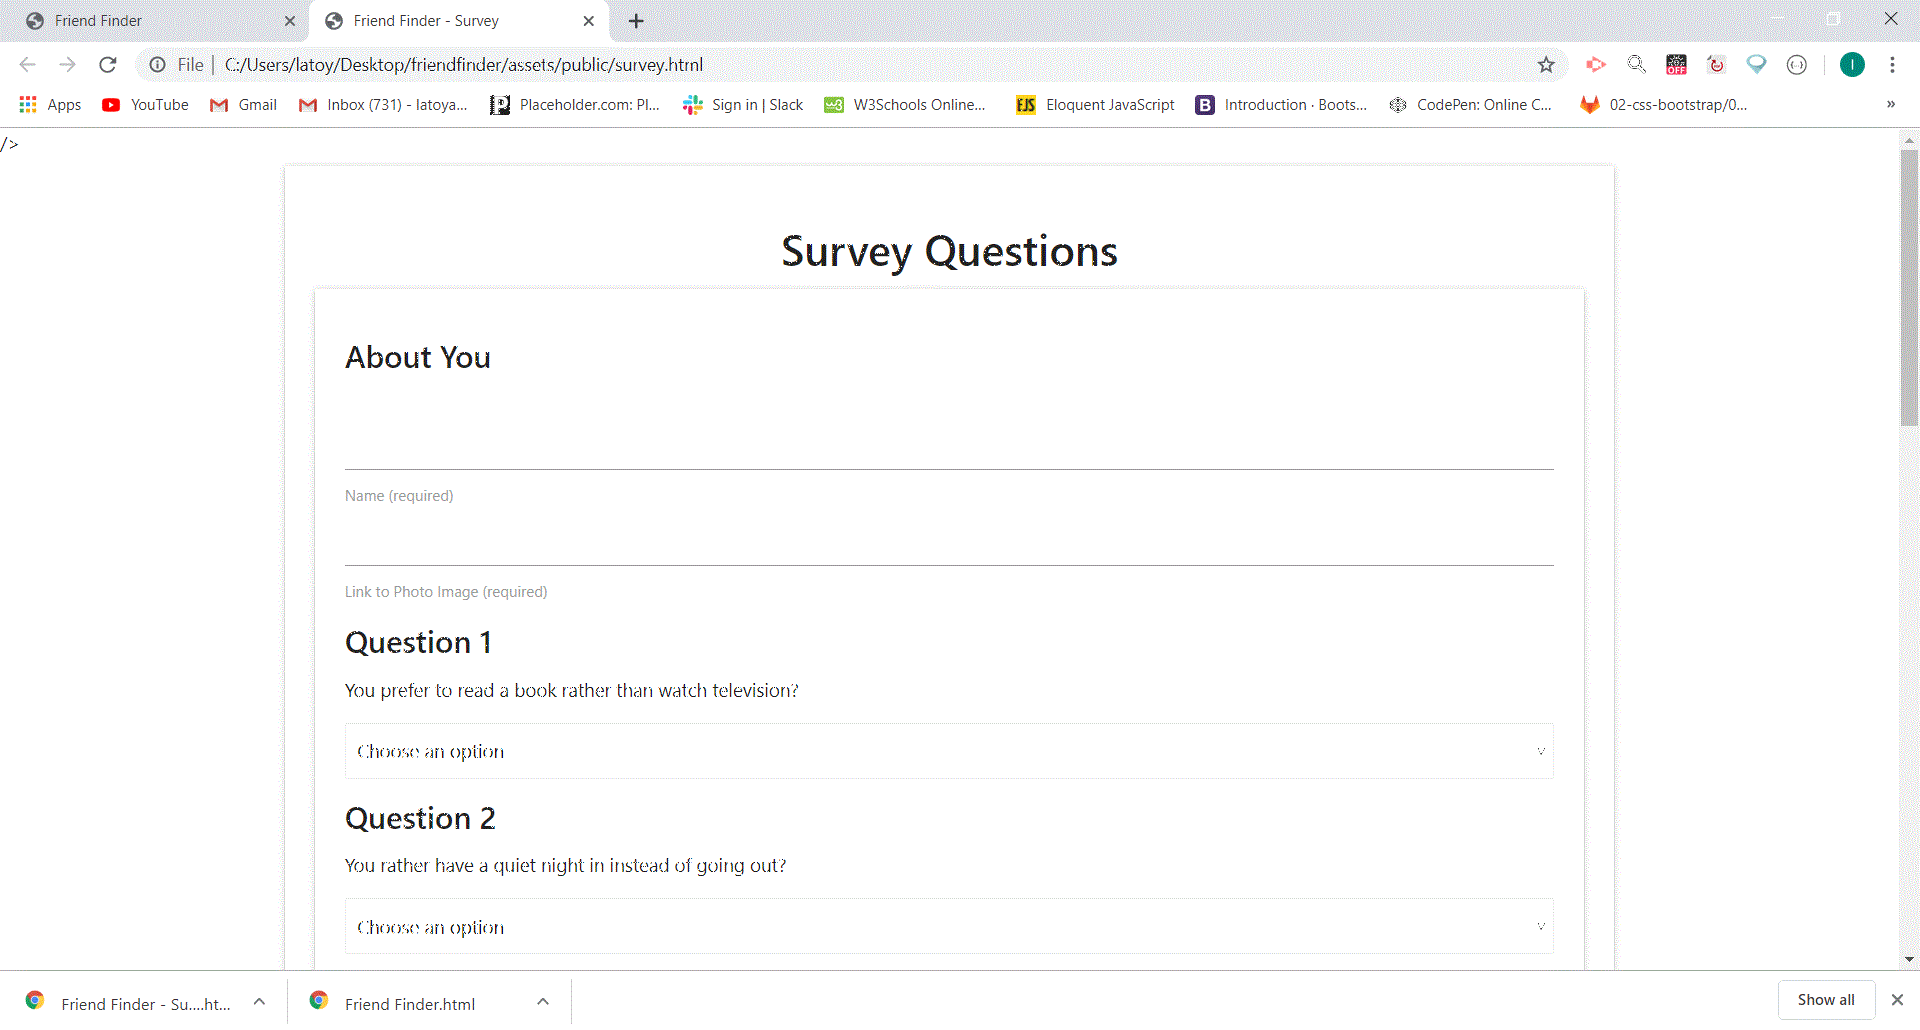 Friend Finder
Friend Finder - Survey
File | C:/Users/latoy/Desktop/friendfinder/assets/public/survey.html
OFF
I
Apps
YouTube
Gmail
Inbox (731) - latoya...
Placeholder.com: Pl...
Sign in | Slack
W3Schools Online...
EJS Eloquent JavaScript
B Introduction · Boots...
CodePen: Online C...
02-css-bootstrap/0...
»
/>
Survey Questions
About You
Name (required)
Link to Photo Image (required)
Question 1
You prefer to read a book rather than watch television?
Choose an option
Question 2
You rather have a quiet night in instead of going out?
Choose an option
Friend Finder - Su....ht...
Friend Finder.html
Show all